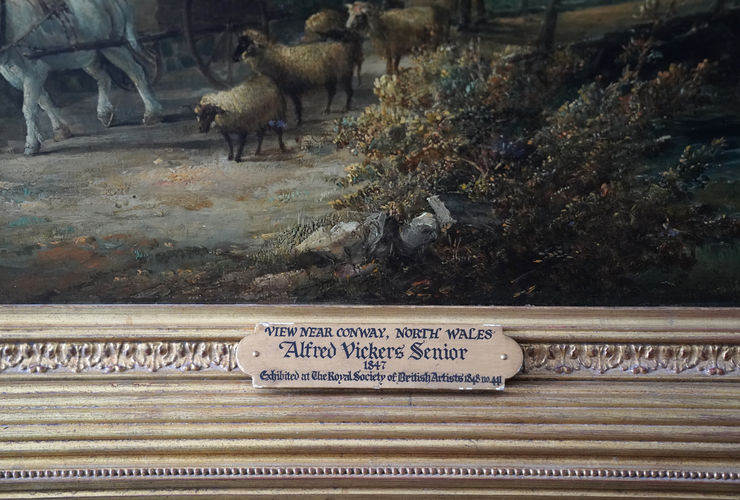 VIEW NEAR CONWAY, NORTH WALES
Alfred Vickers Senior
1847
Exhibited at The Royal Society of British Artists 1848 no.441